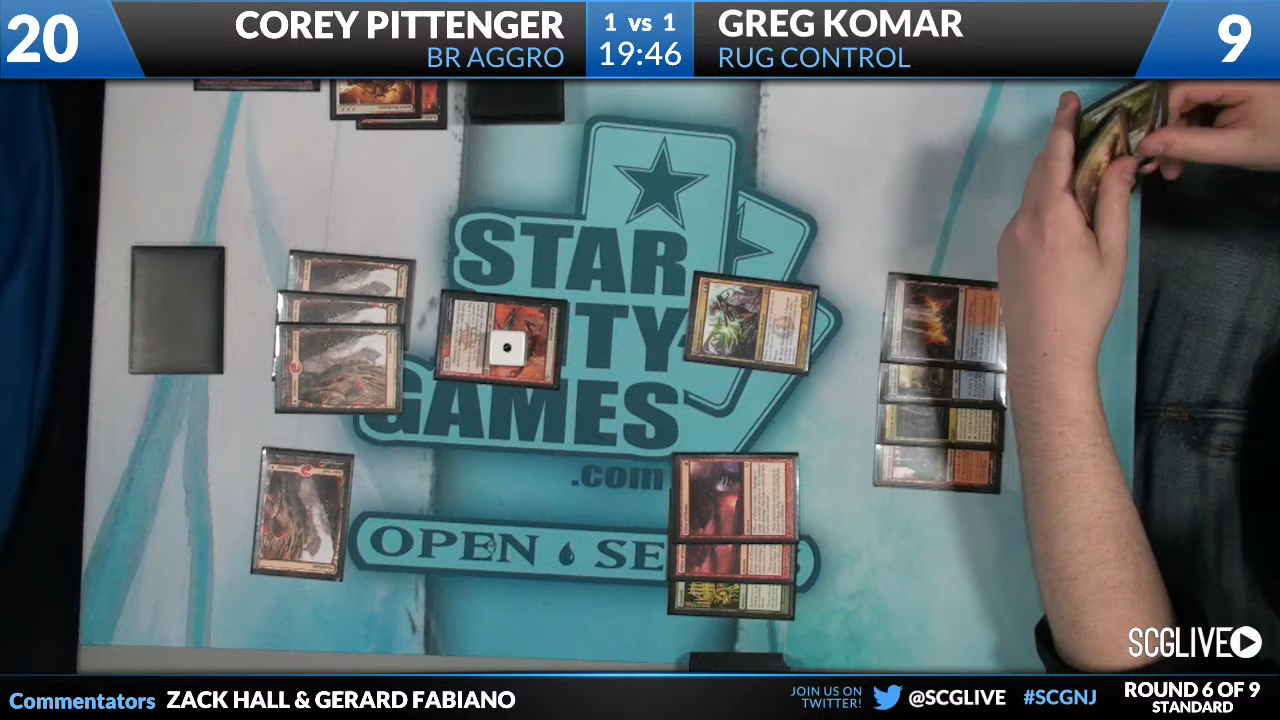 20
COREY PITTENGER
BR AGGRO
1 vs 1
19:46
GREG KOMAR
RUG CONTROL
9
STAR
CITY
GAMES
.com
OPEN SE
SCGLIVE
Commentators ZACK HALL & GERARD FABIANO
JOIN US ON
TWITTER!
@SCGLIVE
#SCGNJ
ROUND 6 OF 9
STANDARD